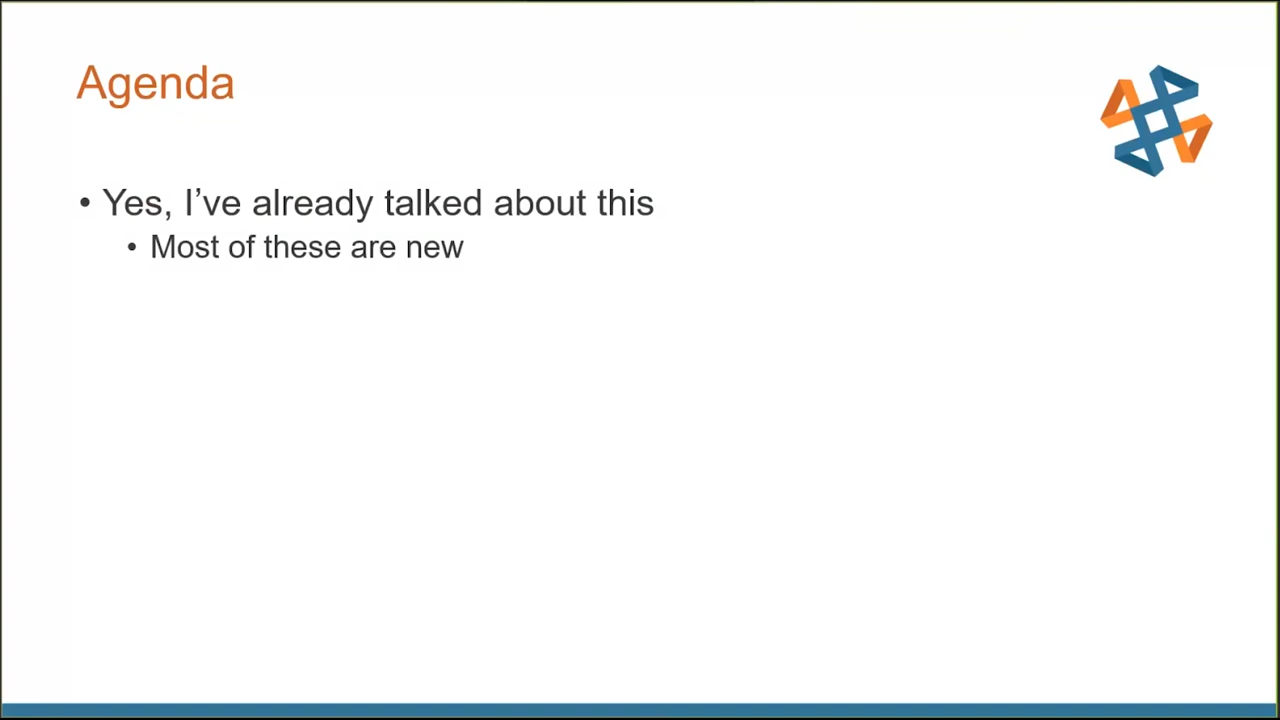 Agenda
• Yes, I’ve already talked about this
• Most of these are new